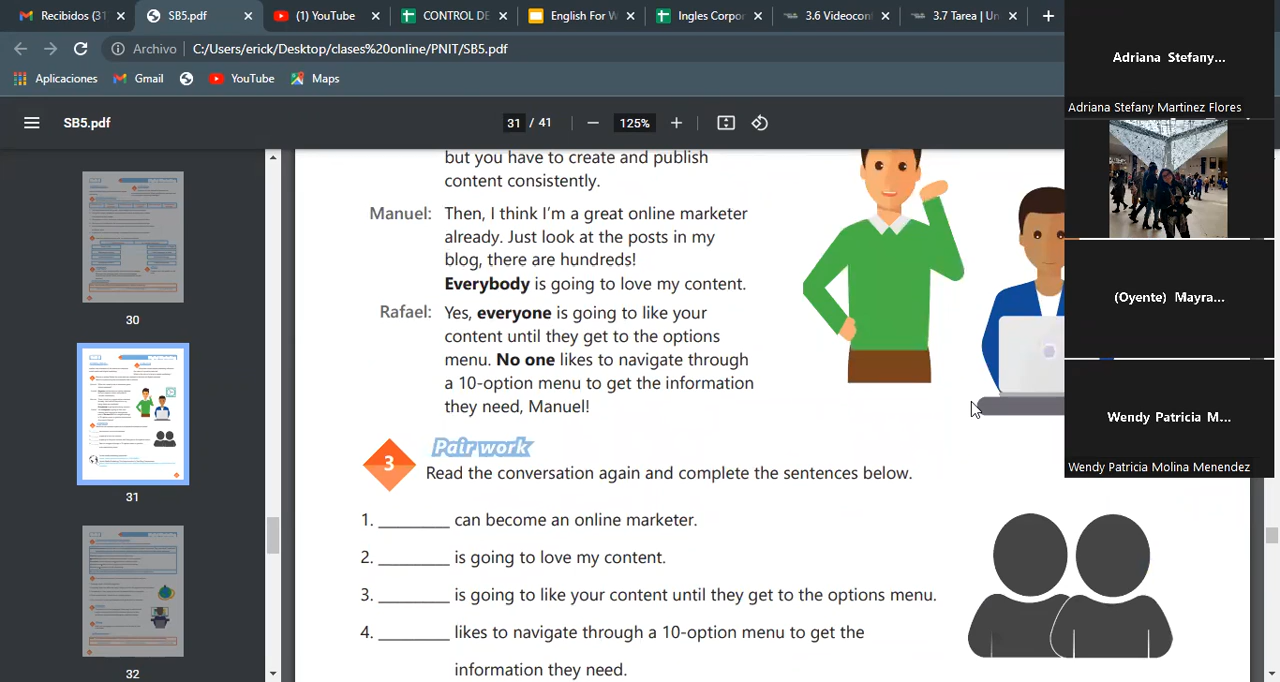 Recibidos (31
SB5.pdf
(1) YouTube
CONTROL DE
English For W
Ingles Corpor
3.6 Videocon
3.7 Tarea | Un
Archivo
C:/Users/erick/Desktop/clases%20online/PNIT/SB5.pdf
Aplicaciones
Gmail
YouTube
Maps
SB5.pdf
31 / 41
125%
Adriana Stefany...
Adriana Stefany Martinez Flores
(Oyente) Mayra...
Wendy Patricia M...
Wendy Patricia Molina Menendez
30
31
32
but you have to create and publish
content consistently.
Manuel: Then, I think I'm a great online marketer
already. Just look at the posts in my
blog, there are hundreds!
Everybody is going to love my content.
Rafael: Yes, everyone is going to like your
content until they get to the options
menu. No one likes to navigate through
a 10-option menu to get the information
they need, Manuel!
3
Pair work
Read the conversation again and complete the sentences below.
1. ________ can become an online marketer.
2. ________ is going to love my content.
3. ________ is going to like your content until they get to the options menu.
4. ________ likes to navigate through a 10-option menu to get the
information they need.